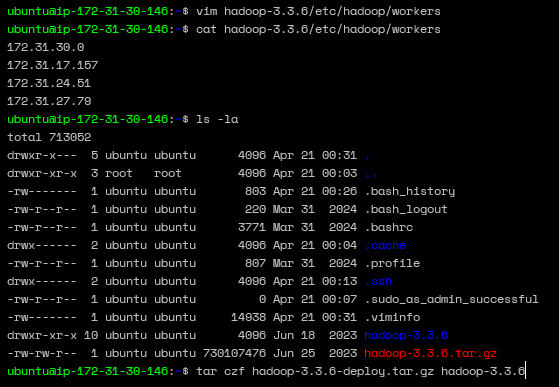 ubuntu@ip-172-31-30-146:~$ vim hadoop-3.3.6/etc/hadoop/workers
ubuntu@ip-172-31-30-146:~$ cat hadoop-3.3.6/etc/hadoop/workers
172.31.30.0
172.31.17.157
172.31.24.51
172.31.27.79
ubuntu@ip-172-31-30-146:~$ ls -la
total 713052
drwxr-x---  5 ubuntu ubuntu      4096 Apr 21 00:31 .
drwxr-xr-x  3 root   root        4096 Apr 21 00:03 ..
-rw-------  1 ubuntu ubuntu       803 Apr 21 00:26 .bash_history
-rw-r--r--  1 ubuntu ubuntu       220 Mar 31  2024 .bash_logout
-rw-r--r--  1 ubuntu ubuntu      3771 Mar 31  2024 .bashrc
drwx------  2 ubuntu ubuntu      4096 Apr 21 00:04 .cache
-rw-r--r--  1 ubuntu ubuntu       807 Mar 31  2024 .profile
drwx------  2 ubuntu ubuntu      4096 Apr 21 00:13 .ssh
-rw-r--r--  1 ubuntu ubuntu         0 Apr 21 00:07 .sudo_as_admin_successful
-rw-------  1 ubuntu ubuntu     14938 Apr 21 00:31 .viminfo
drwxr-xr-x 10 ubuntu ubuntu      4096 Jun 18  2023 hadoop-3.3.6
-rw-rw-r--  1 ubuntu ubuntu 730107476 Jun 25  2023 hadoop-3.3.6.tar.gz
ubuntu@ip-172-31-30-146:~$ tar czf hadoop-3.3.6-deploy.tar.gz hadoop-3.3.6